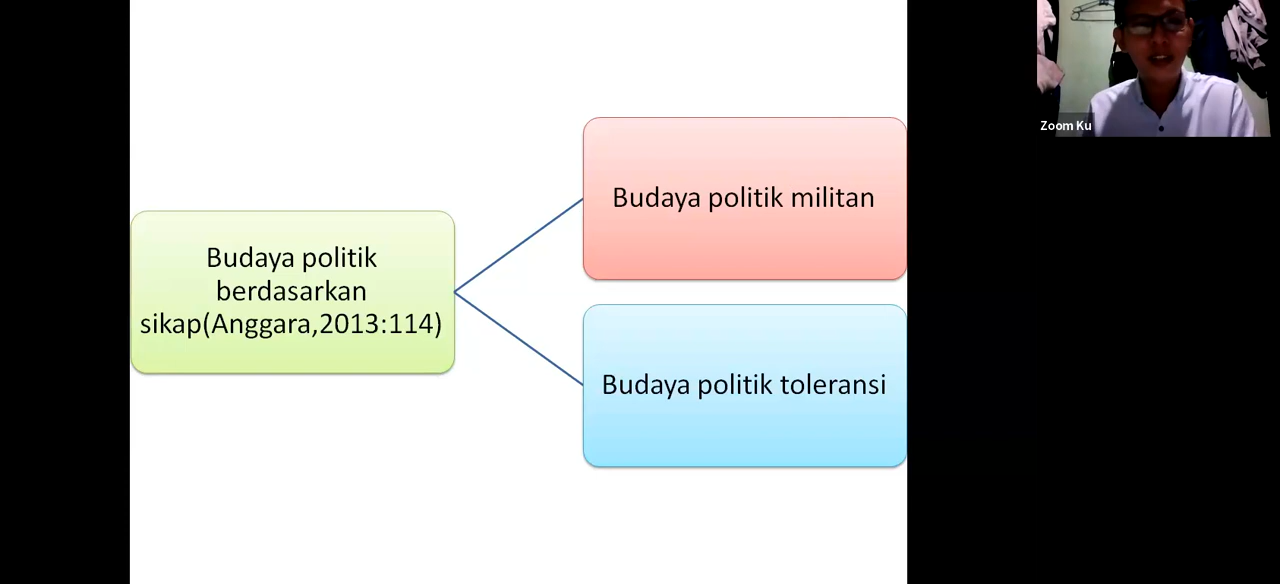 Budaya politik
berdasarkan
sikap(Anggara,2013:114)
Budaya politik militan
Budaya politik toleransi
Zoom Ku